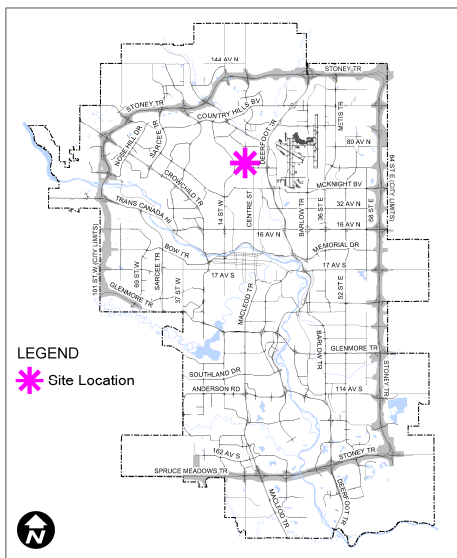 144 AV N
STONEY TR
STONEY TR
COUNTRY HILLS BV
METIS TR
DEERFOOT TR
NOSE HILL DR
SARCEE TR
80 AV N
CROWCHILD TR
MCKNIGHT BV
84 ST E (CITY LIMITS)
14 ST W
CENTRE ST
BARLOW TR
36 ST E
32 AV N
68 ST E
TRANS CANADA HI
16 AV N
16 AV N
101 ST W (CITY LIMITS)
BOW TR
MEMORIAL DR
69 ST W
SARCEE TR
37 ST W
17 AV S
17 AV S
GLENMORE TR
MACLEOD TR
52 ST E
BARLOW TR
GLENMORE TR
LEGEND
Site Location
SOUTHLAND DR
STONEY TR
ANDERSON RD
114 AV S
162 AV S
STONEY TR
SPRUCE MEADOWS TR
MACLEOD TR
DEERFOOT TR
N